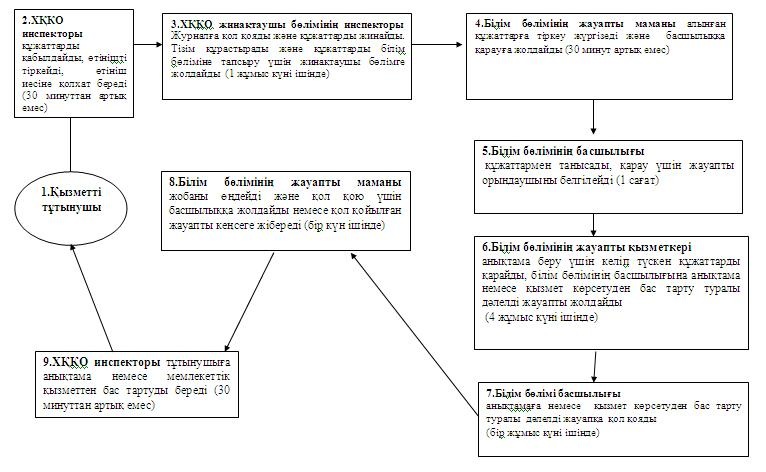 1.Қызметті
тұтынушы
2.ХҚКО
инспекторы
құжаттарды
қабылдайды, өтінішті
тіркейді, өтініш
иесіне қолхат береді
(30 минуттан артық
емес)
3.ХҚКО жинақтаушы бөлімінің инспекторы
Журналға қол қояды және құжаттарды жинайды.
Тізім құрастырады және құжаттарды білім
бөліміне тапсыру үшін жинақтаушы бөлімге
жолдайды (1 жұмыс күні ішінде)
4.Білім бөлімінің жауапты маманы алынған
құжаттарға тіркеу жүргізеді және басшылыққа
қарауға жолдайды (30 минут артық емес)
5.Білім бөлімінің басшылығы
құжаттармен танысады, қарау үшін жауапты
орындаушыны белгілейді (1 сағат)
6.Білім бөлімінің жауапты қызметкері
анықтама беру үшін келіп түскен құжаттарды
қарайды, білім бөлімінің басшылығына анықтама
немесе қызмет көрсетуден бас тарту туралы
дәлелді жауапты жолдайды
(4 жұмыс күні ішінде)
7.Білім бөлімі басшылығы
анықтамаға немесе қызмет көрсетуден бас тарту
туралы дәлелді жауапқа қол қояды
(бір жұмыс күні ішінде)
8.Білім бөлімінің жауапты маманы
жобаны өңдейді және қол қою үшін
басшылыққа жолдайды немесе қол қойылған
жауапты кеңсеге жібереді (бір күн ішінде)
9.ХҚКО инспекторы тұтынушыға
анықтама немесе мемлекеттік
қызметтен бас тартуды береді (30
минуттан артық емес)